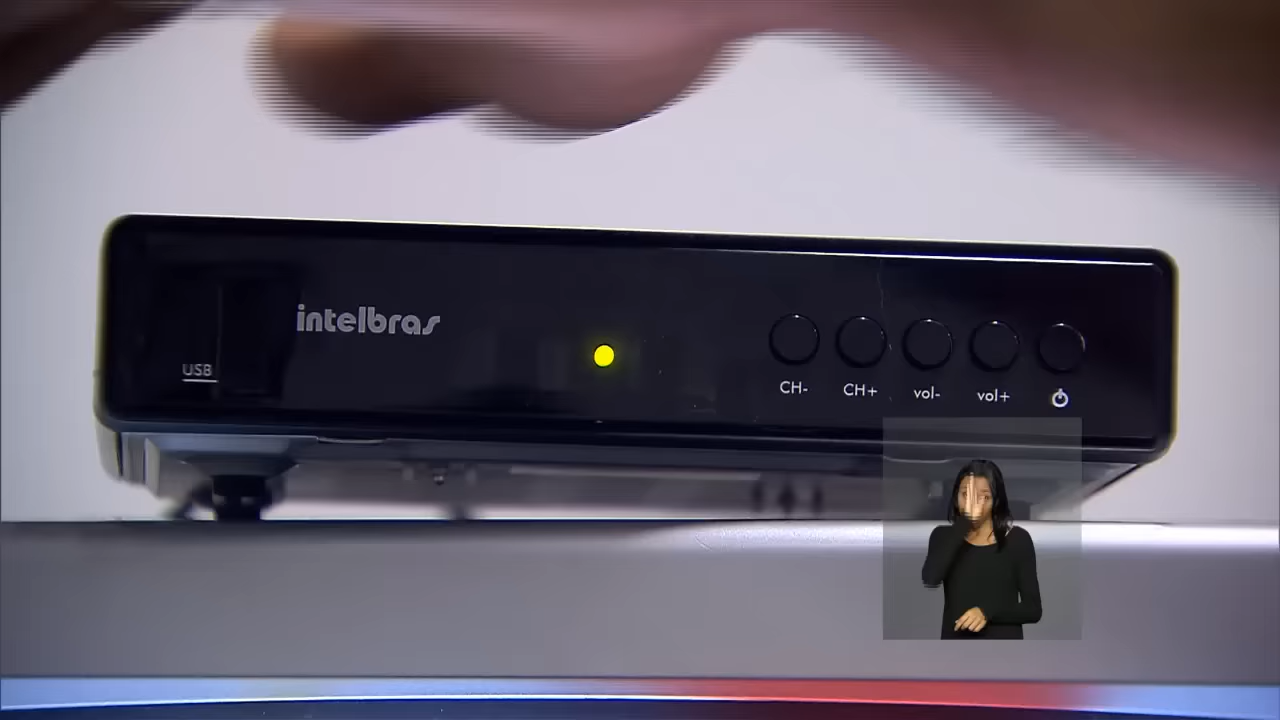 intelbras
USB
CH-
CH+
vol-
vol+